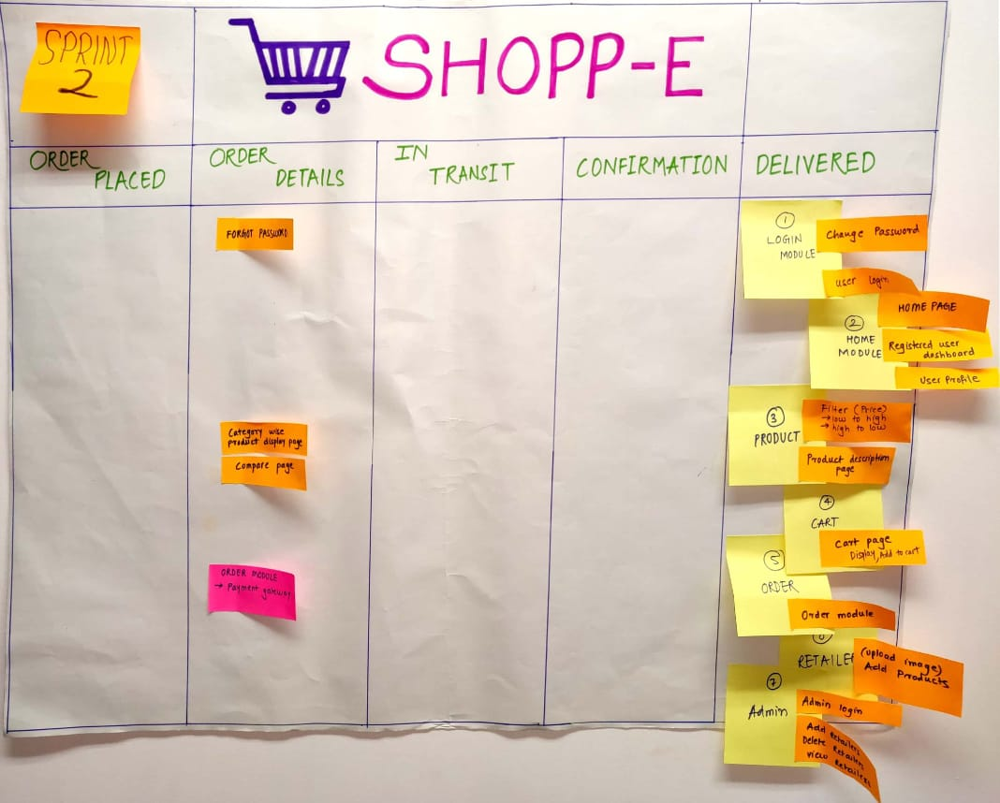 SPRINT
2
SHOPP-E
ORDER
PLACED
ORDER
DETAILS
IN
TRANSIT
CONFIRMATION
DELIVERED
FORGOT PASSWORD
Category wise
product display page
Compare page
ORDER MODULE
→ Payment gateway
1
LOGIN
MODULE
Change Password
user login
2
HOME
MODULE
HOME PAGE
Registered user
dashboard
User Profile
3
PRODUCT
Filter (Price)
→ low to high
→ high to low
Product description
page
4
CART
Cart page
Display, Add to cart
5
ORDER
Order module
6
RETAILER
(upload image)
Add Products
7
Admin
Admin login
Add Retailers
Delete Retailers
View Retailers